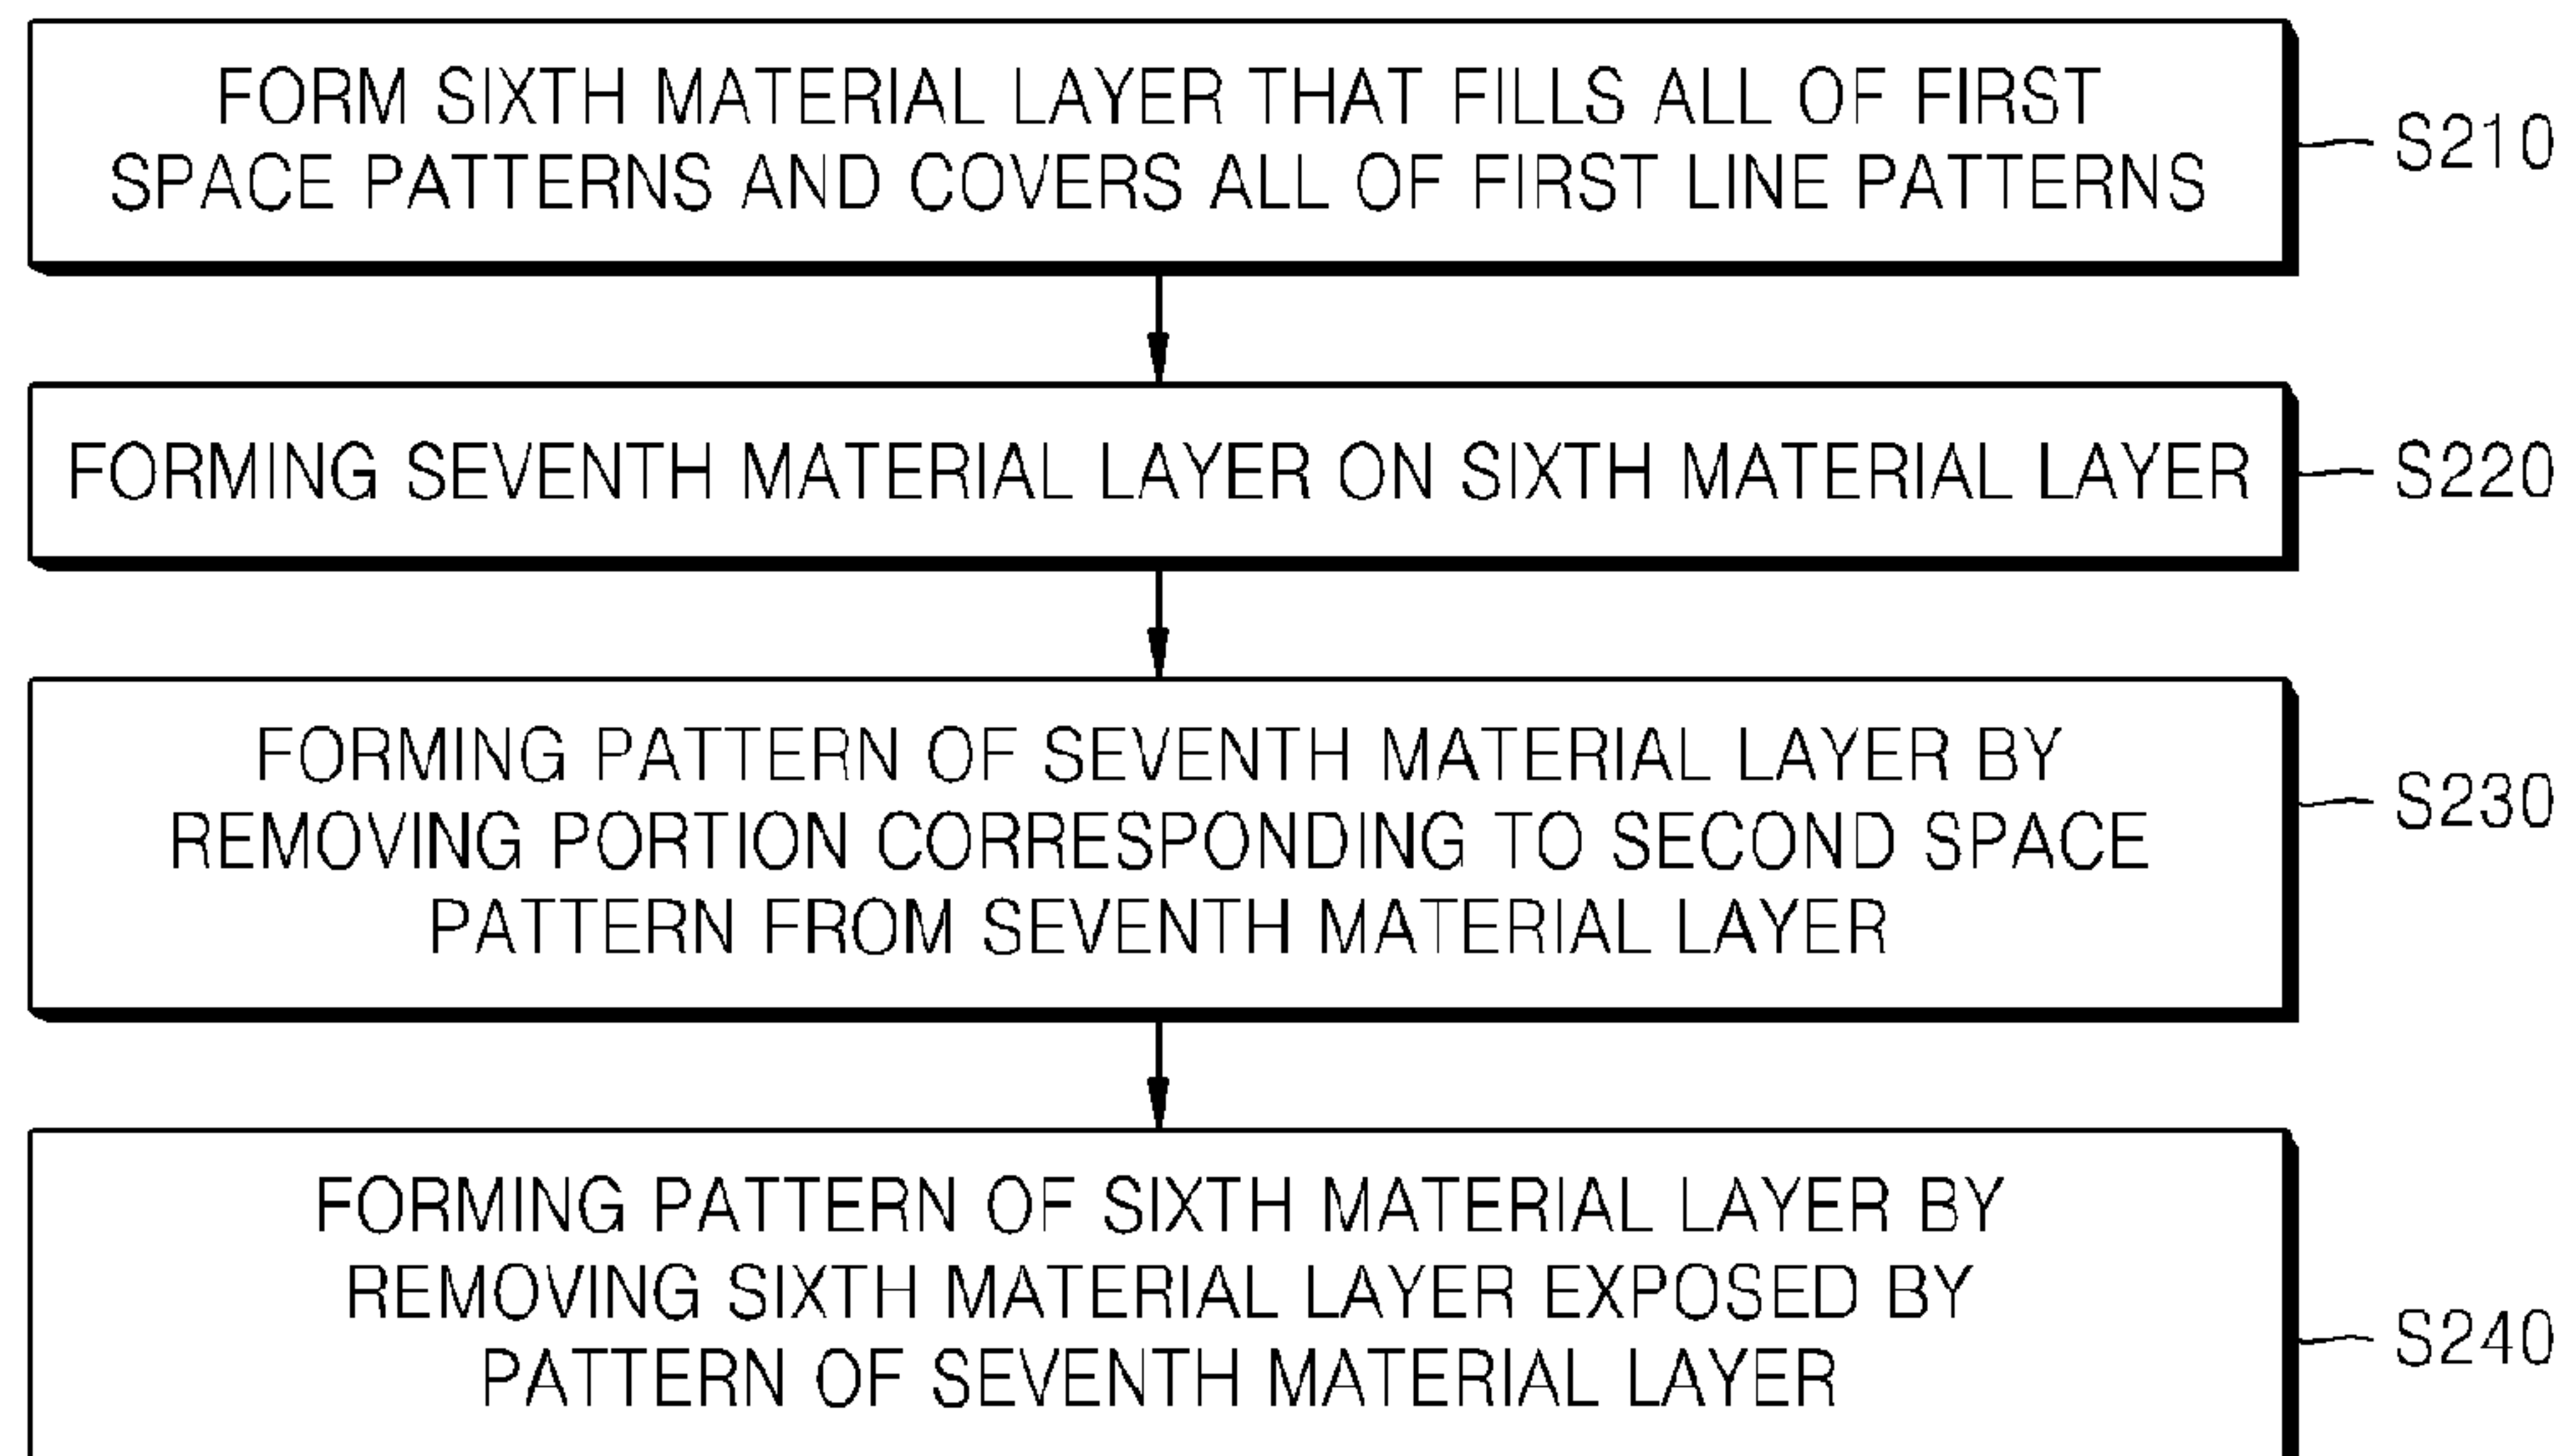 FORM SIXTH MATERIAL LAYER THAT FILLS ALL OF FIRST
SPACE PATTERNS AND COVERS ALL OF FIRST LINE PATTERNS
S210
FORMING SEVENTH MATERIAL LAYER ON SIXTH MATERIAL LAYER
S220
FORMING PATTERN OF SEVENTH MATERIAL LAYER BY
REMOVING PORTION CORRESPONDING TO SECOND SPACE
PATTERN FROM SEVENTH MATERIAL LAYER
S230
FORMING PATTERN OF SIXTH MATERIAL LAYER BY
REMOVING SIXTH MATERIAL LAYER EXPOSED BY
PATTERN OF SEVENTH MATERIAL LAYER
S240